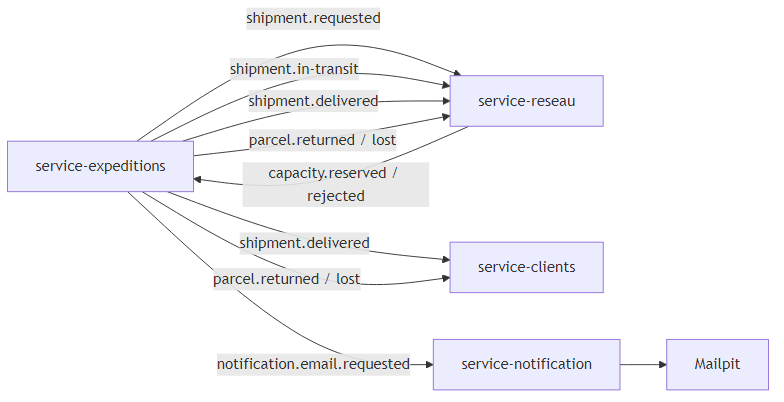 shipment.requested
shipment.in-transit
shipment.delivered
service-reseau
parcel.returned / lost
service-expeditions
capacity.reserved /
rejected
shipment.delivered
service-clients
parcel.returned / lost
notification.email.requested
service-notification
Mailpit